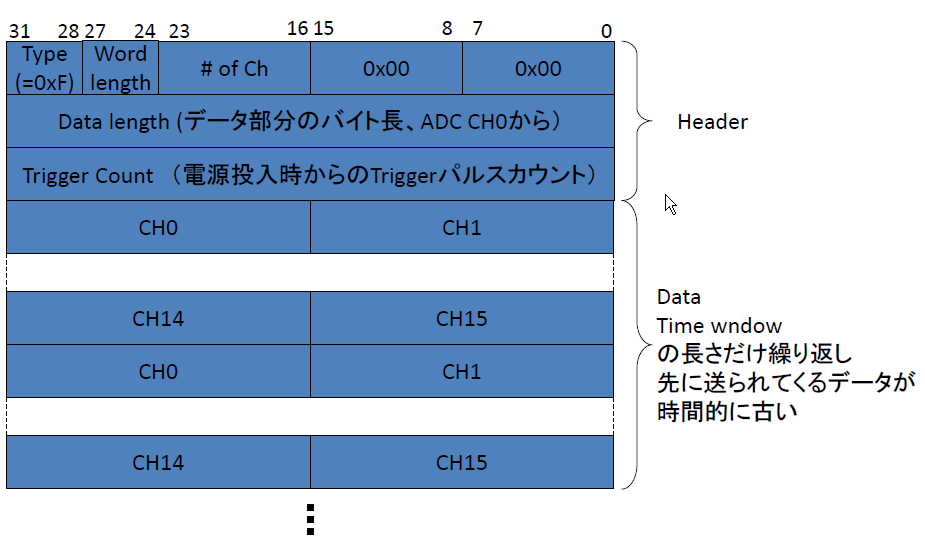 31 28 27 24 23 16 15 8 7 0
Type
(=0xF)
Word
length
# of Ch
0x00
0x00
Data length (データ部分のバイト長、ADC CH0から)
Header
Trigger Count (電源投入時からのTriggerパルスカウント)
CH0
CH1
CH14
CH15
CH0
CH1
CH14
CH15
Data
Time wndow
の長さだけ繰り返し
先に送られてくるデータが
時間的に古い